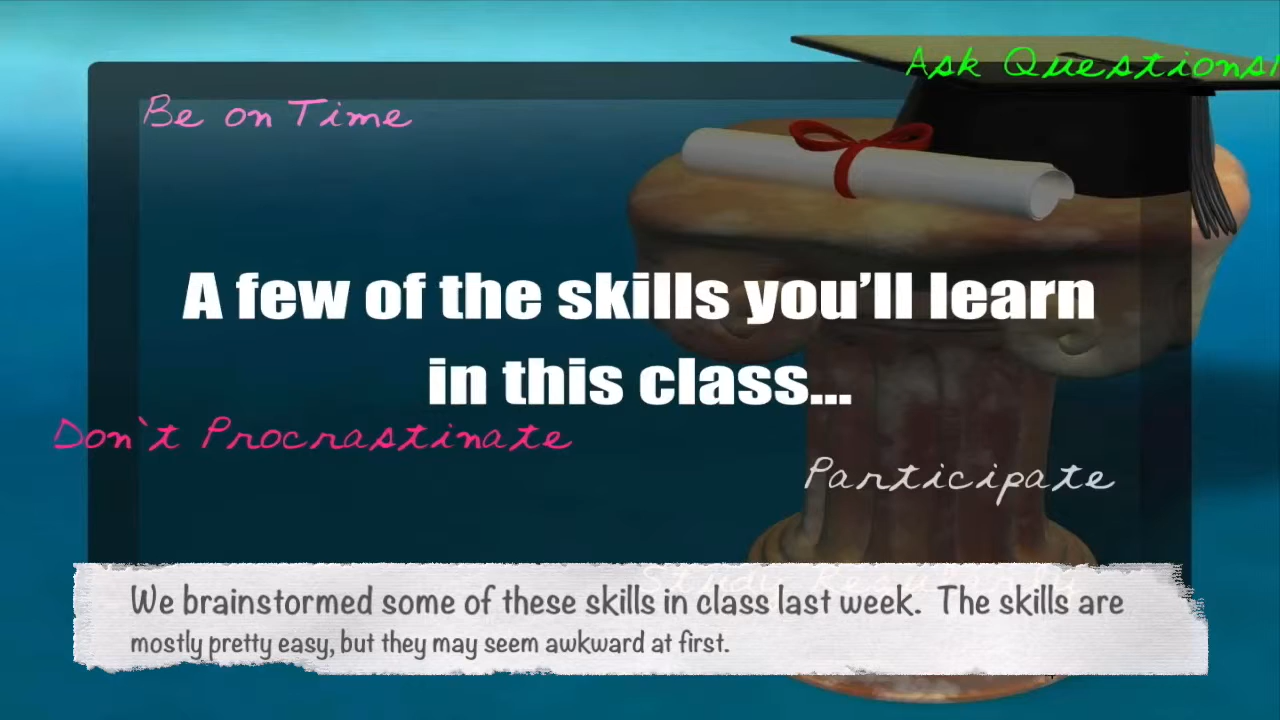 Ask Questions!
Be on Time
A few of the skills you'll learn
in this class...
Don`t Procrastinate
Participate
Study Regularly
We brainstormed some of these skills in class last week. The skills are
mostly pretty easy, but they may seem awkward at first.